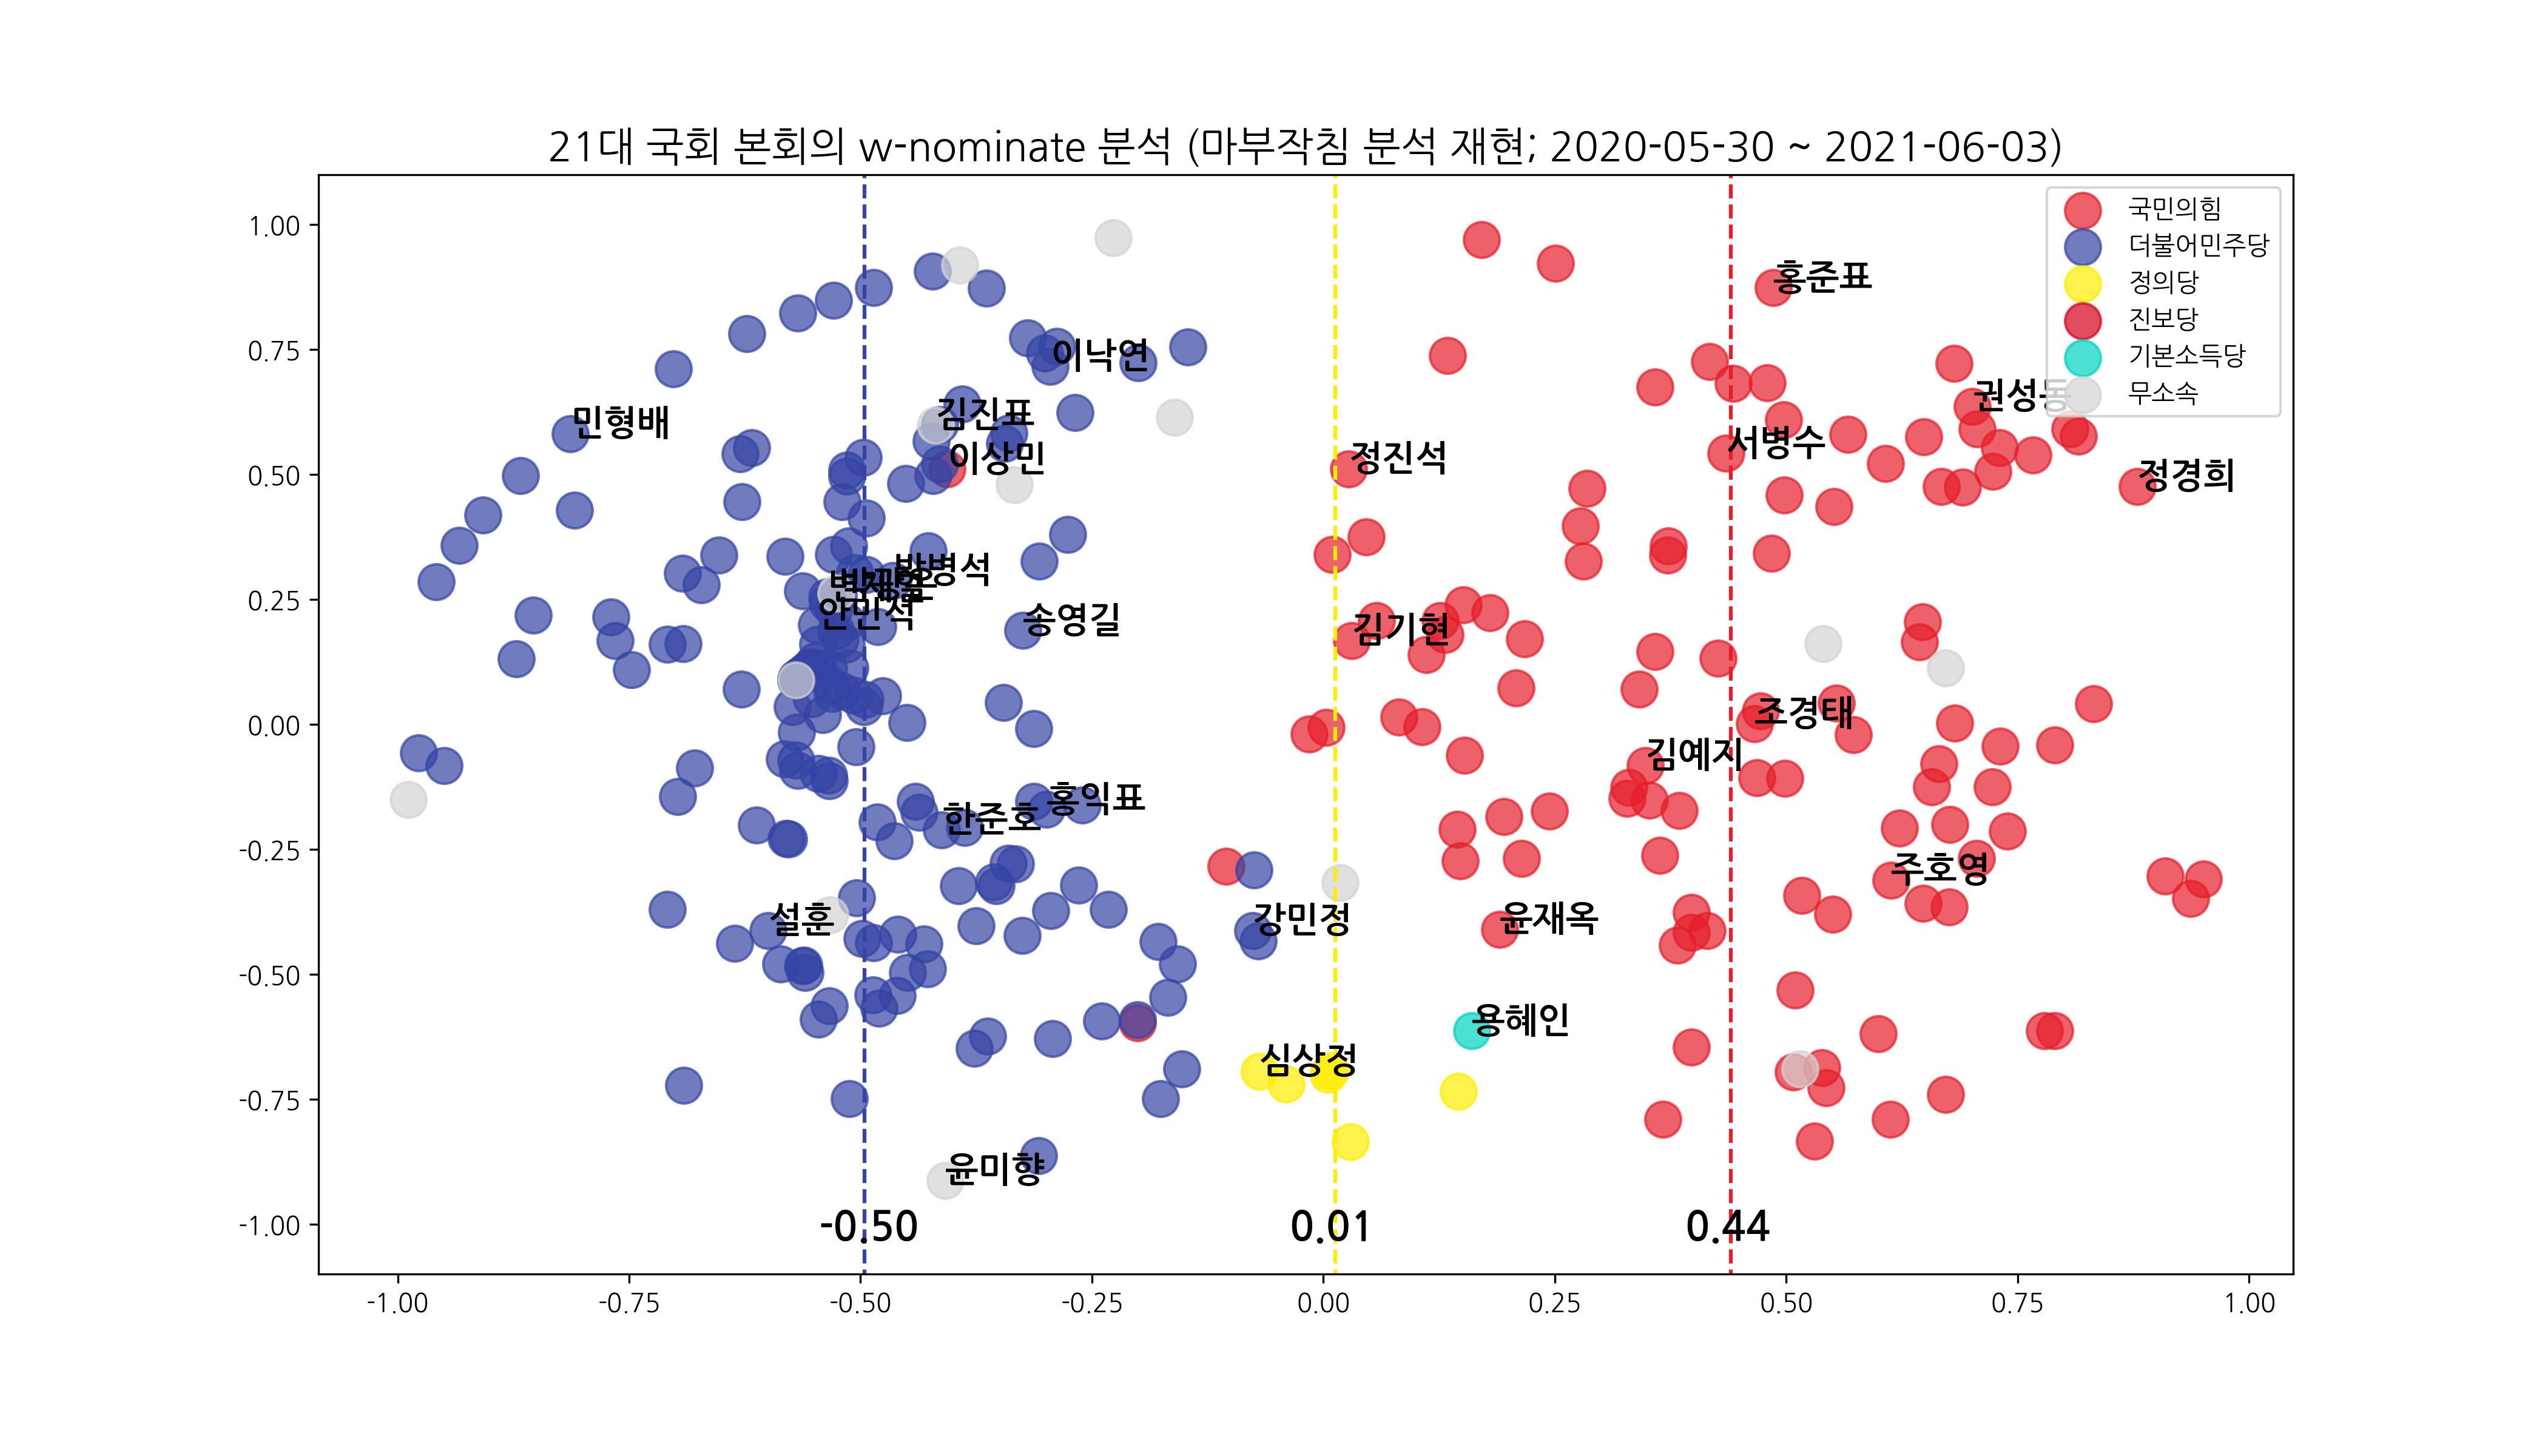 21대 국회 본회의 w-nominate 분석 (마부작침 분석 재현; 2020-05-30 ~ 2021-06-03)
국민의힘
더불어민주당
정의당
진보당
기본소득당
무소속
1.00
0.75
0.50
0.25
0.00
-0.25
-0.50
-0.75
-1.00
홍준표
이낙연
민형배
김진표
권성동
이상민
정진석
서병수
정경희
박병석
안민석
송영길
김기현
조경태
김예지
한준호
홍익표
주호영
설훈
강민정
윤재옥
용혜인
심상정
윤미향
-0.50
0.01
0.44
-1.00
-0.75
-0.50
-0.25
0.00
0.25
0.50
0.75
1.00